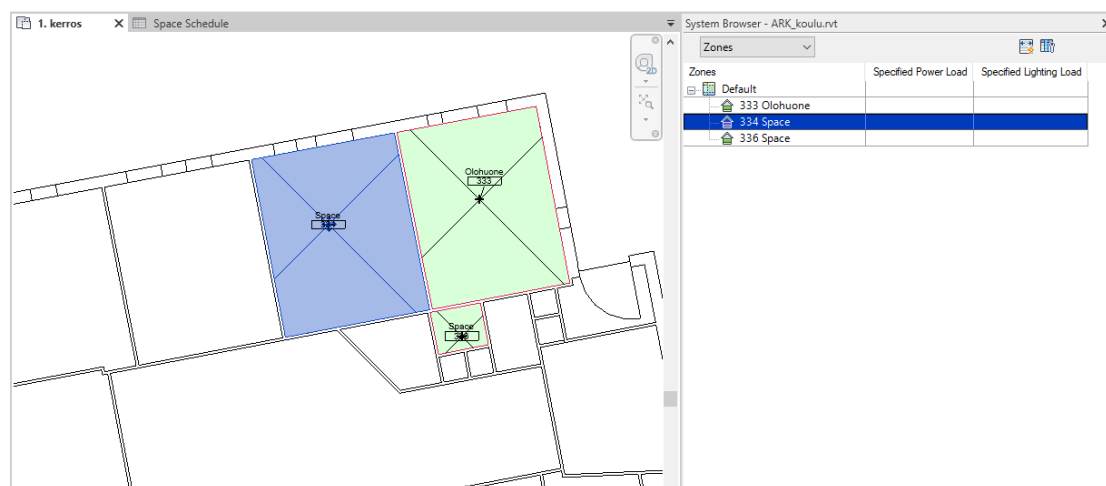 1. kerros
Space Schedule
System Browser - ARK_koulu.rvt
Zones
Zones
Specified Power Load
Specified Lighting Load
Default
333 Olohuone
334 Space
336 Space
2D
Olohuone
333
Space
Space